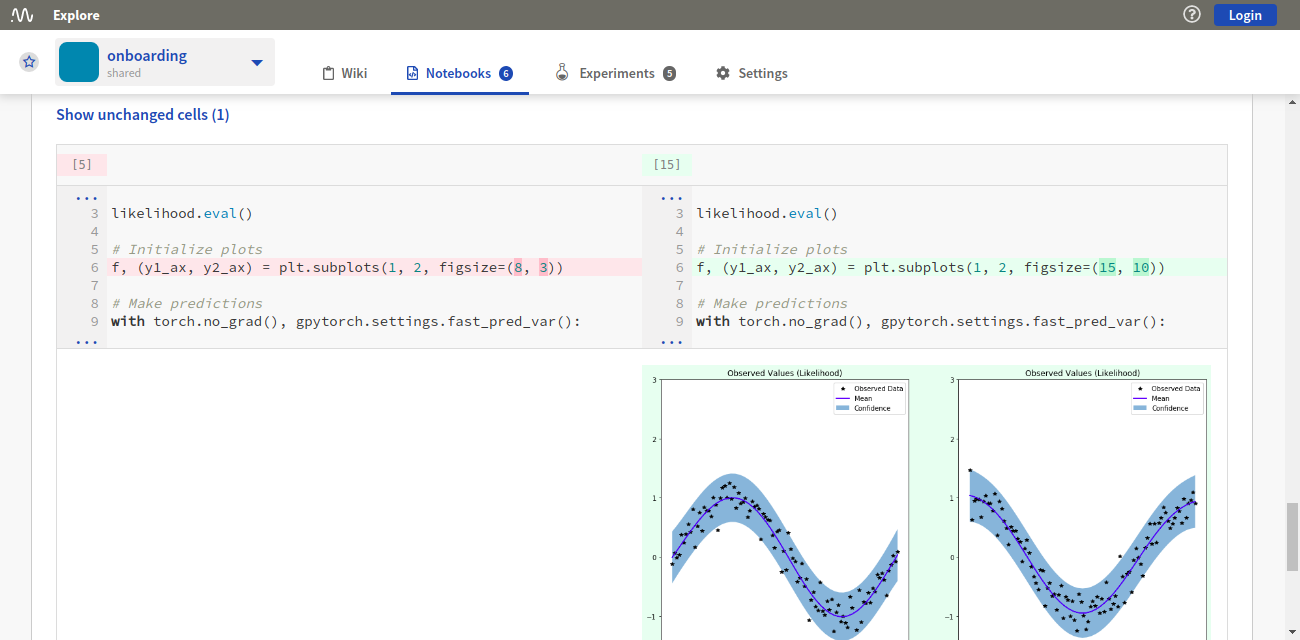 Explore
Login
onboarding
shared
Wiki
Notebooks 6
Experiments 5
Settings
Show unchanged cells (1)
[5]
...
3 likelihood.eval()
4
5 # Initialize plots
6 f, (y1_ax, y2_ax) = plt.subplots(1, 2, figsize=(8, 3))
7
8 # Make predictions
9 with torch.no_grad(), gpytorch.settings.fast_pred_var():
...
[15]
...
3 likelihood.eval()
4
5 # Initialize plots
6 f, (y1_ax, y2_ax) = plt.subplots(1, 2, figsize=(15, 10))
7
8 # Make predictions
9 with torch.no_grad(), gpytorch.settings.fast_pred_var():
...
Observed Values (Likelihood)
Observed Data
Mean
Confidence
3
2
1
0
−1
Observed Values (Likelihood)
Observed Data
Mean
Confidence
3
2
1
0
−1